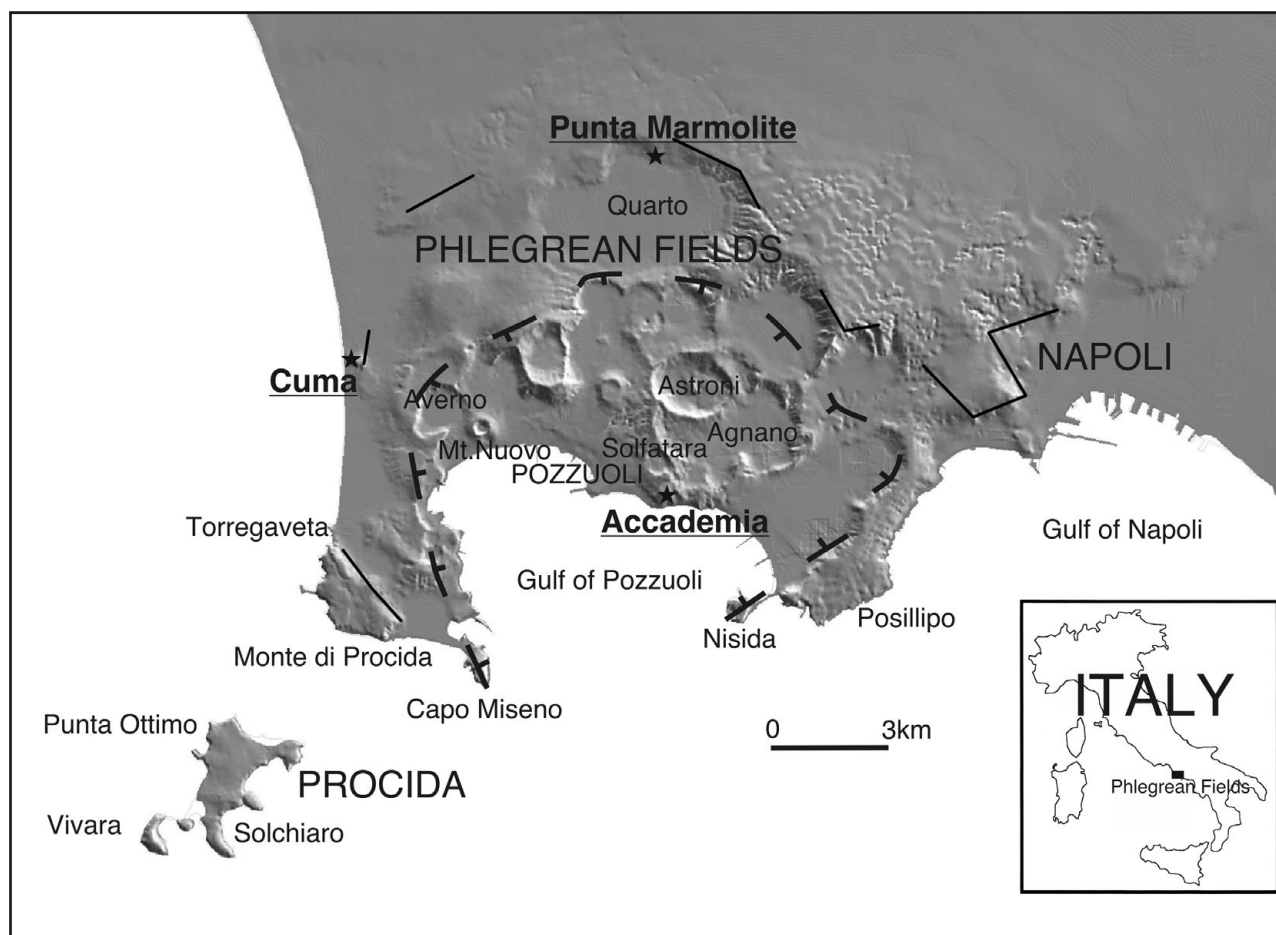 Punta Marmolite
Quarto
PHLEGREAN FIELDS
NAPOLI
Cuma
Astroni
Averno
Agnano
Mt.Nuovo
Solfatara
POZZUOLI
Accademia
Torregaveta
Gulf of Napoli
Gulf of Pozzuoli
Posillipo
Nisida
Monte di Procida
Capo Miseno
Punta Ottimo
0 3km
PROCIDA
Vivara
Solchiaro
ITALY
Phlegrean Fields